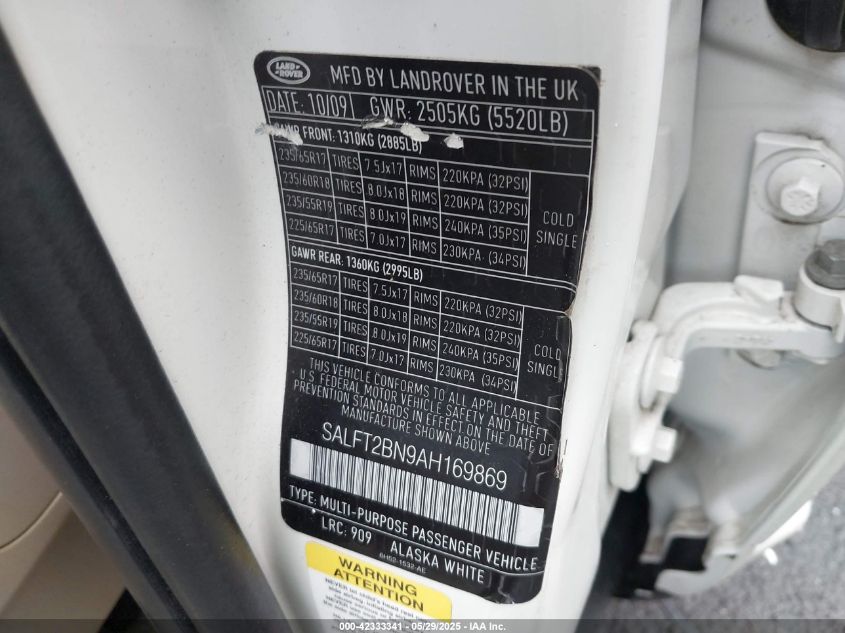 LAND ROVER
MFD BY LANDROVER IN THE UK
DATE: 10/09 GWR: 2505KG (5520LB)
GAWR FRONT: 1310KG (2885LB)
235/65R17 TIRES 7.5Jx17 RIMS 220KPA (32PSI)
235/60R18 TIRES 8.0Jx18 RIMS 220KPA (32PSI)
235/55R19 TIRES 8.0Jx19 RIMS 240KPA (35PSI)
225/65R17 TIRES 7.0Jx17 RIMS 230KPA (34PSI)
COLD
SINGLE
GAWR REAR: 1360KG (2995LB)
235/65R17 TIRES 7.5Jx17 RIMS 220KPA (32PSI)
235/60R18 TIRES 8.0Jx18 RIMS 220KPA (32PSI)
235/55R19 TIRES 8.0Jx19 RIMS 240KPA (35PSI)
225/65R17 TIRES 7.0Jx17 RIMS 230KPA (34PSI)
COLD
SINGLE
THIS VEHICLE CONFORMS TO ALL APPLICABLE
U.S. FEDERAL MOTOR VEHICLE SAFETY AND THEFT
PREVENTION STANDARDS IN EFFECT ON THE DATE OF
MANUFACTURE SHOWN ABOVE
SALFT2BN9AH169869
TYPE: MULTI-PURPOSE PASSENGER VEHICLE
LRC: 909 ALASKA WHITE
6H52-1532-AE
WARNING
ATTENTION
000-42333341 - 05/29/2025 - IAA Inc.